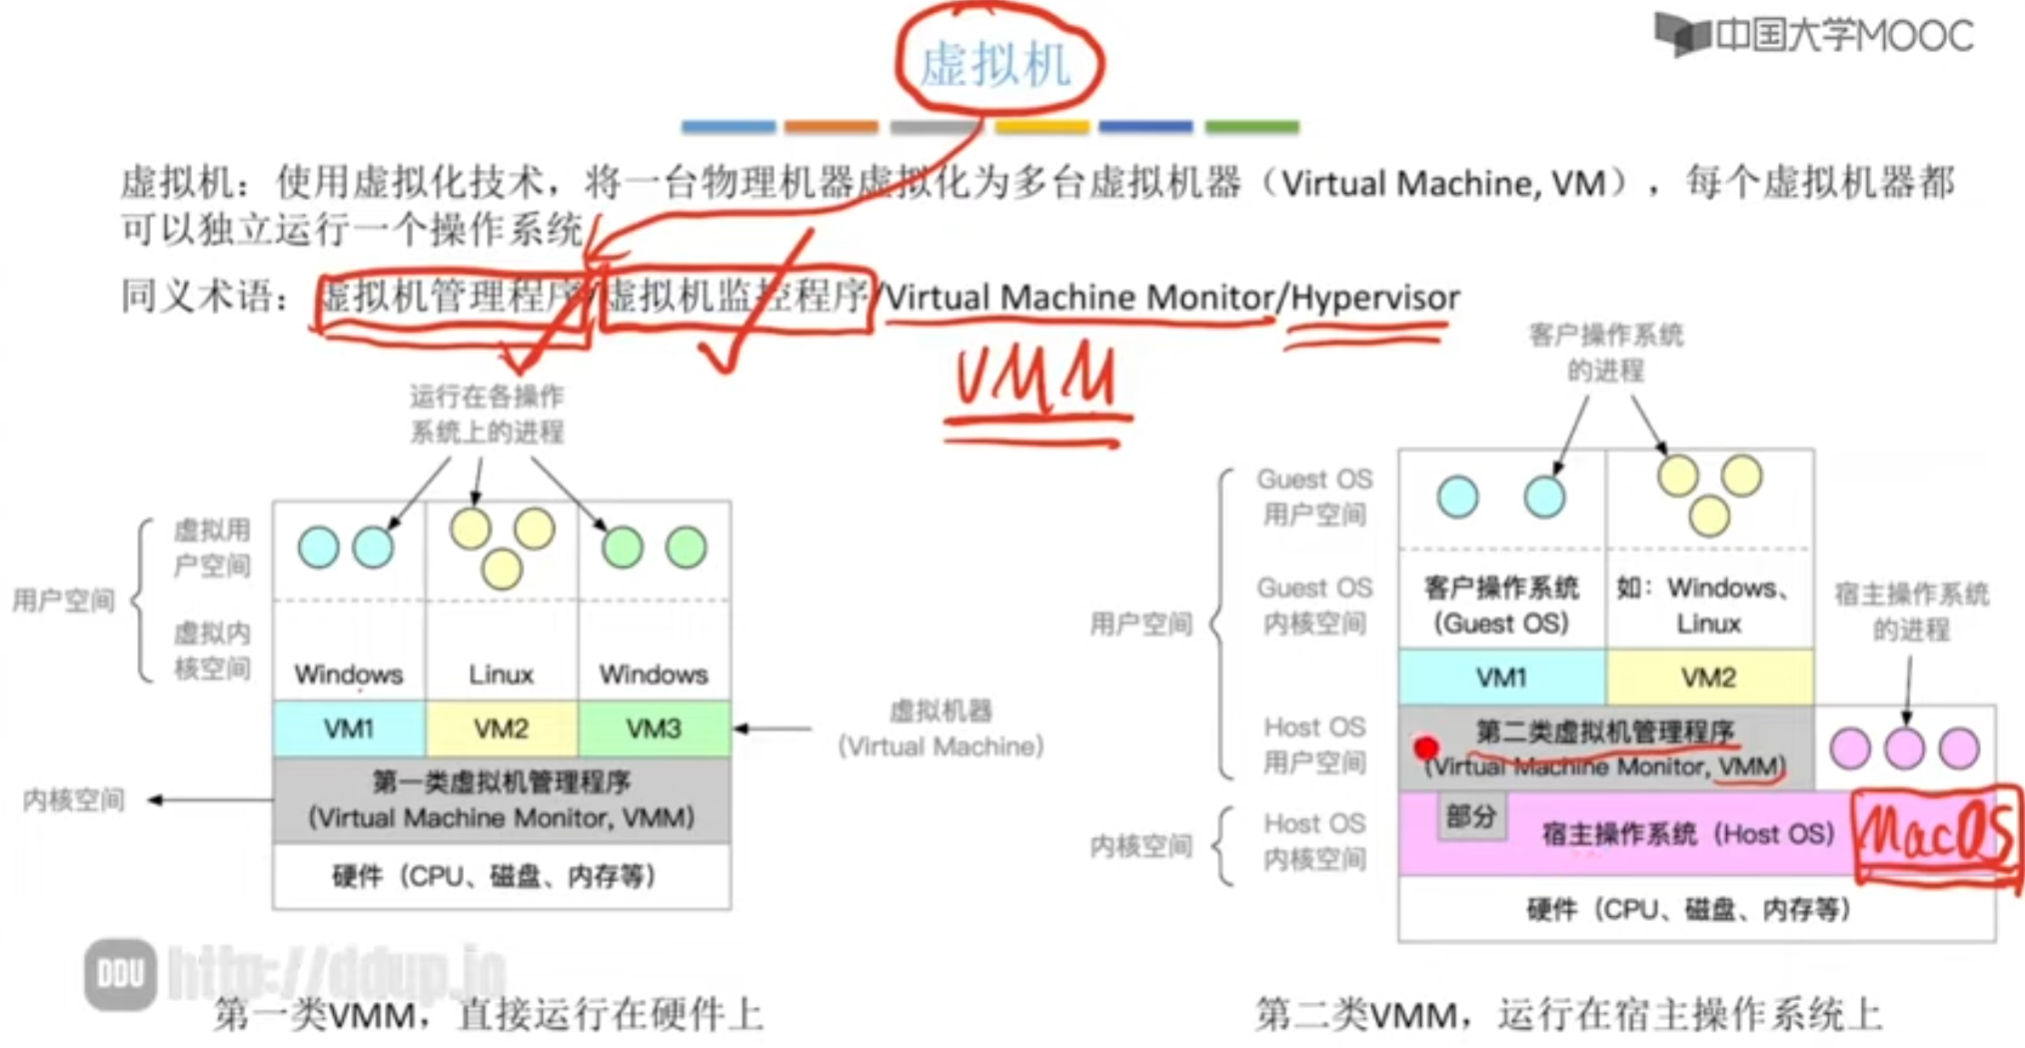 中国大学MOOC
虚拟机
虚拟机：使用虚拟化技术，将一台物理机器虚拟化为多台虚拟机器（Virtual Machine, VM），每个虚拟机器都
可以独立运行一个操作系统
同义术语：虚拟机管理程序/虚拟机监控程序/Virtual Machine Monitor/Hypervisor
VMM
运行在各操作
系统上的进程
用户空间
虚拟用
户空间
虚拟内
核空间
Windows
Linux
Windows
VM1
VM2
VM3
虚拟机器
（Virtual Machine）
内核空间
第一类虚拟机管理程序
（Virtual Machine Monitor, VMM）
硬件（CPU、磁盘、内存等）
第一类VMM，直接运行在硬件上
客户操作系统
的进程
用户空间
Guest OS
用户空间
Guest OS
内核空间
客户操作系统
（Guest OS）
如：Windows、
Linux
宿主操作系统
的进程
VM1
VM2
Host OS
用户空间
第二类虚拟机管理程序
（Virtual Machine Monitor, VMM）
内核空间
Host OS
内核空间
部分
宿主操作系统（Host OS）
MacOS
硬件（CPU、磁盘、内存等）
第二类VMM，运行在宿主操作系统上
DDU
http://ddup.io